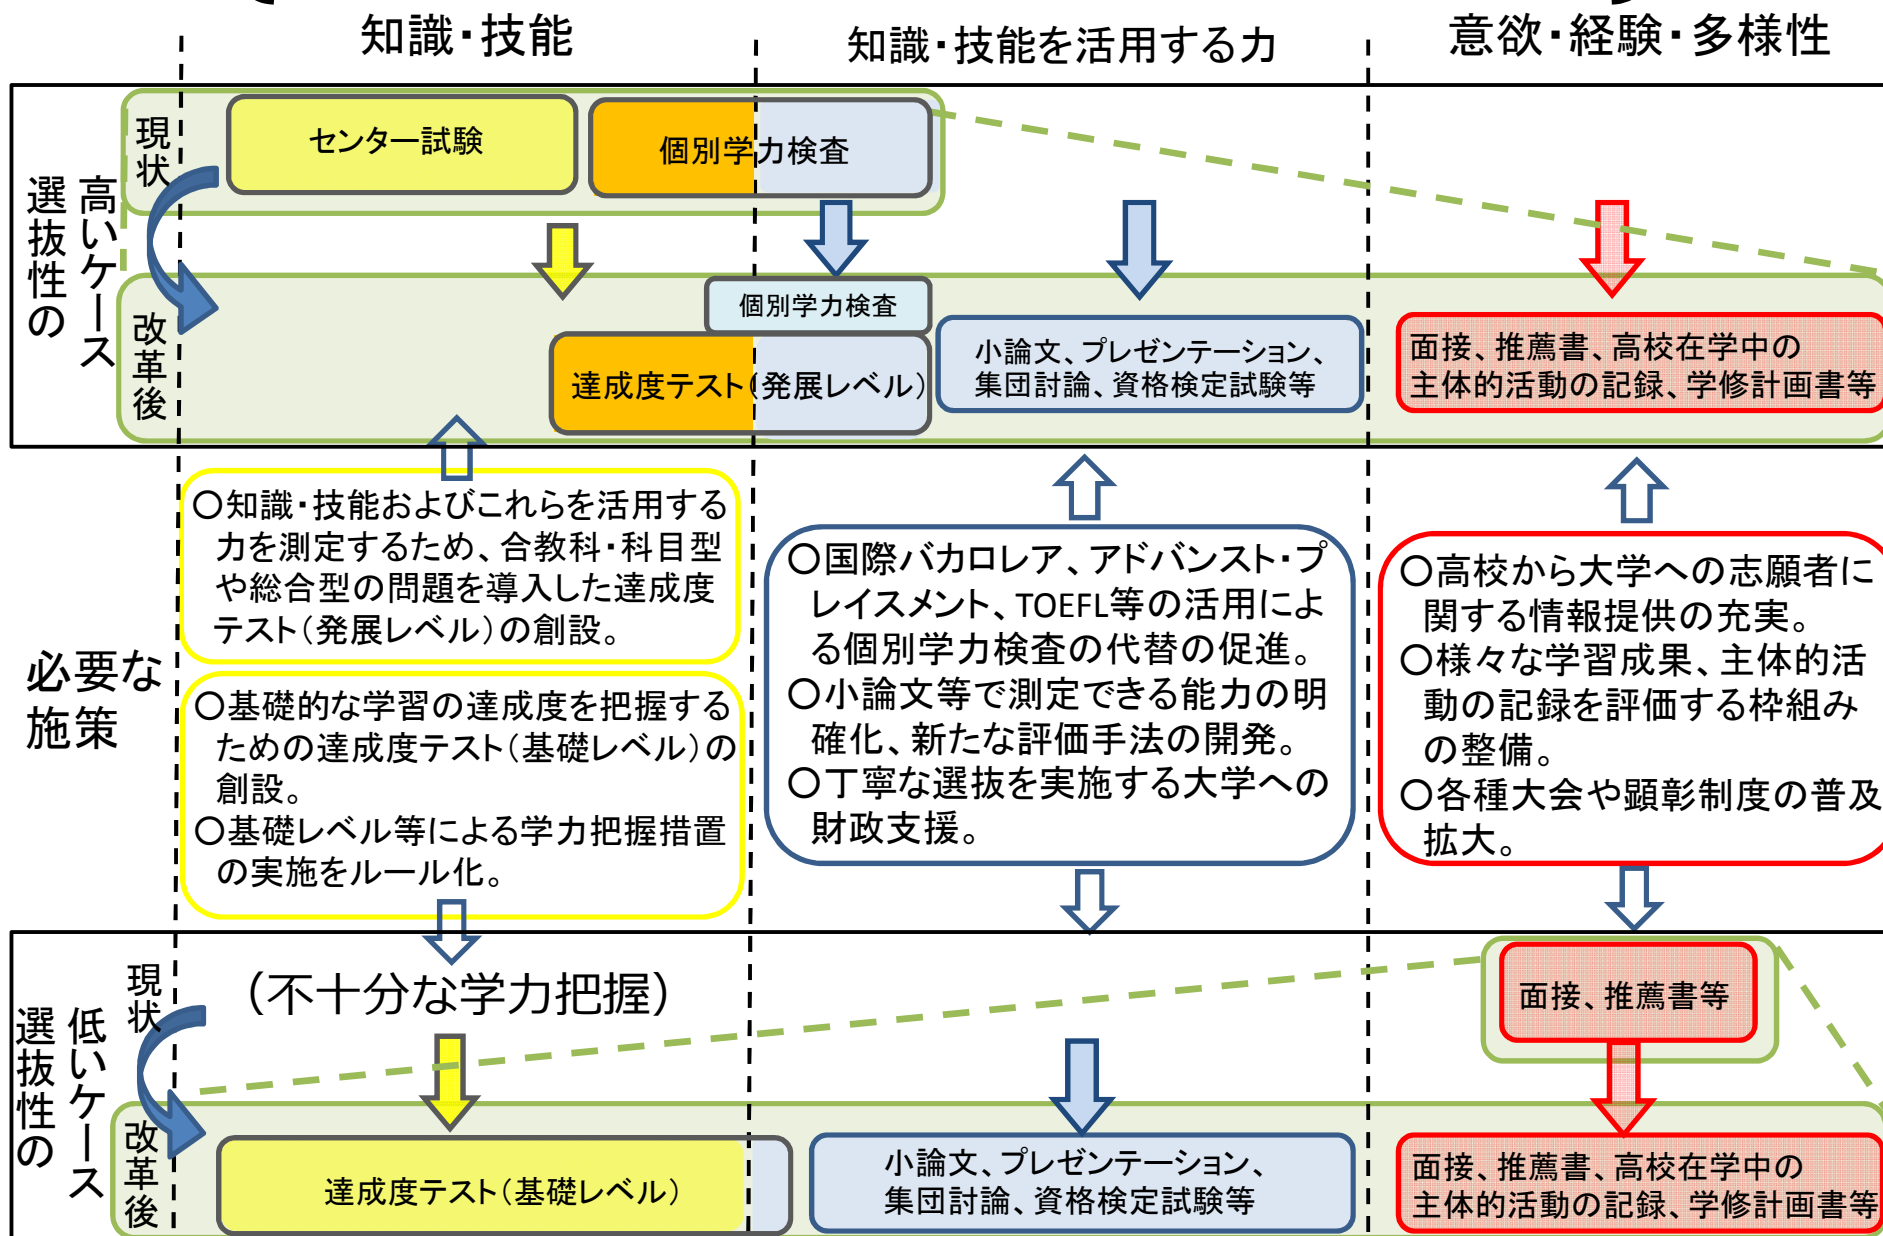 知識・技能
知識・技能を活用する力
意欲・経験・多様性
選抜性の
高いケース
現状
センター試験
個別学力検査
改革後
個別学力検査
達成度テスト(発展レベル)
小論文、プレゼンテーション、
集団討論、資格検定試験等
面接、推薦書、高校在学中の
主体的活動の記録、学修計画書等
必要な
施策
○知識・技能およびこれらを活用する
力を測定するため、合教科・科目型
や総合型の問題を導入した達成度
テスト(発展レベル)の創設。
○基礎的な学習の達成度を把握する
ための達成度テスト(基礎レベル)の
創設。
○基礎レベル等による学力把握措置
の実施をルール化。
○国際バカロレア、アドバンスト・プ
レイスメント、TOEFL等の活用によ
る個別学力検査の代替の促進。
○小論文等で測定できる能力の明
確化、新たな評価手法の開発。
○丁寧な選抜を実施する大学への
財政支援。
○高校から大学への志願者に
関する情報提供の充実。
○様々な学習成果、主体的活
動の記録を評価する枠組み
の整備。
○各種大会や顕彰制度の普及
拡大。
選抜性の
低いケース
現状
(不十分な学力把握)
面接、推薦書等
改革後
達成度テスト(基礎レベル)
小論文、プレゼンテーション、
集団討論、資格検定試験等
面接、推薦書、高校在学中の
主体的活動の記録、学修計画書等